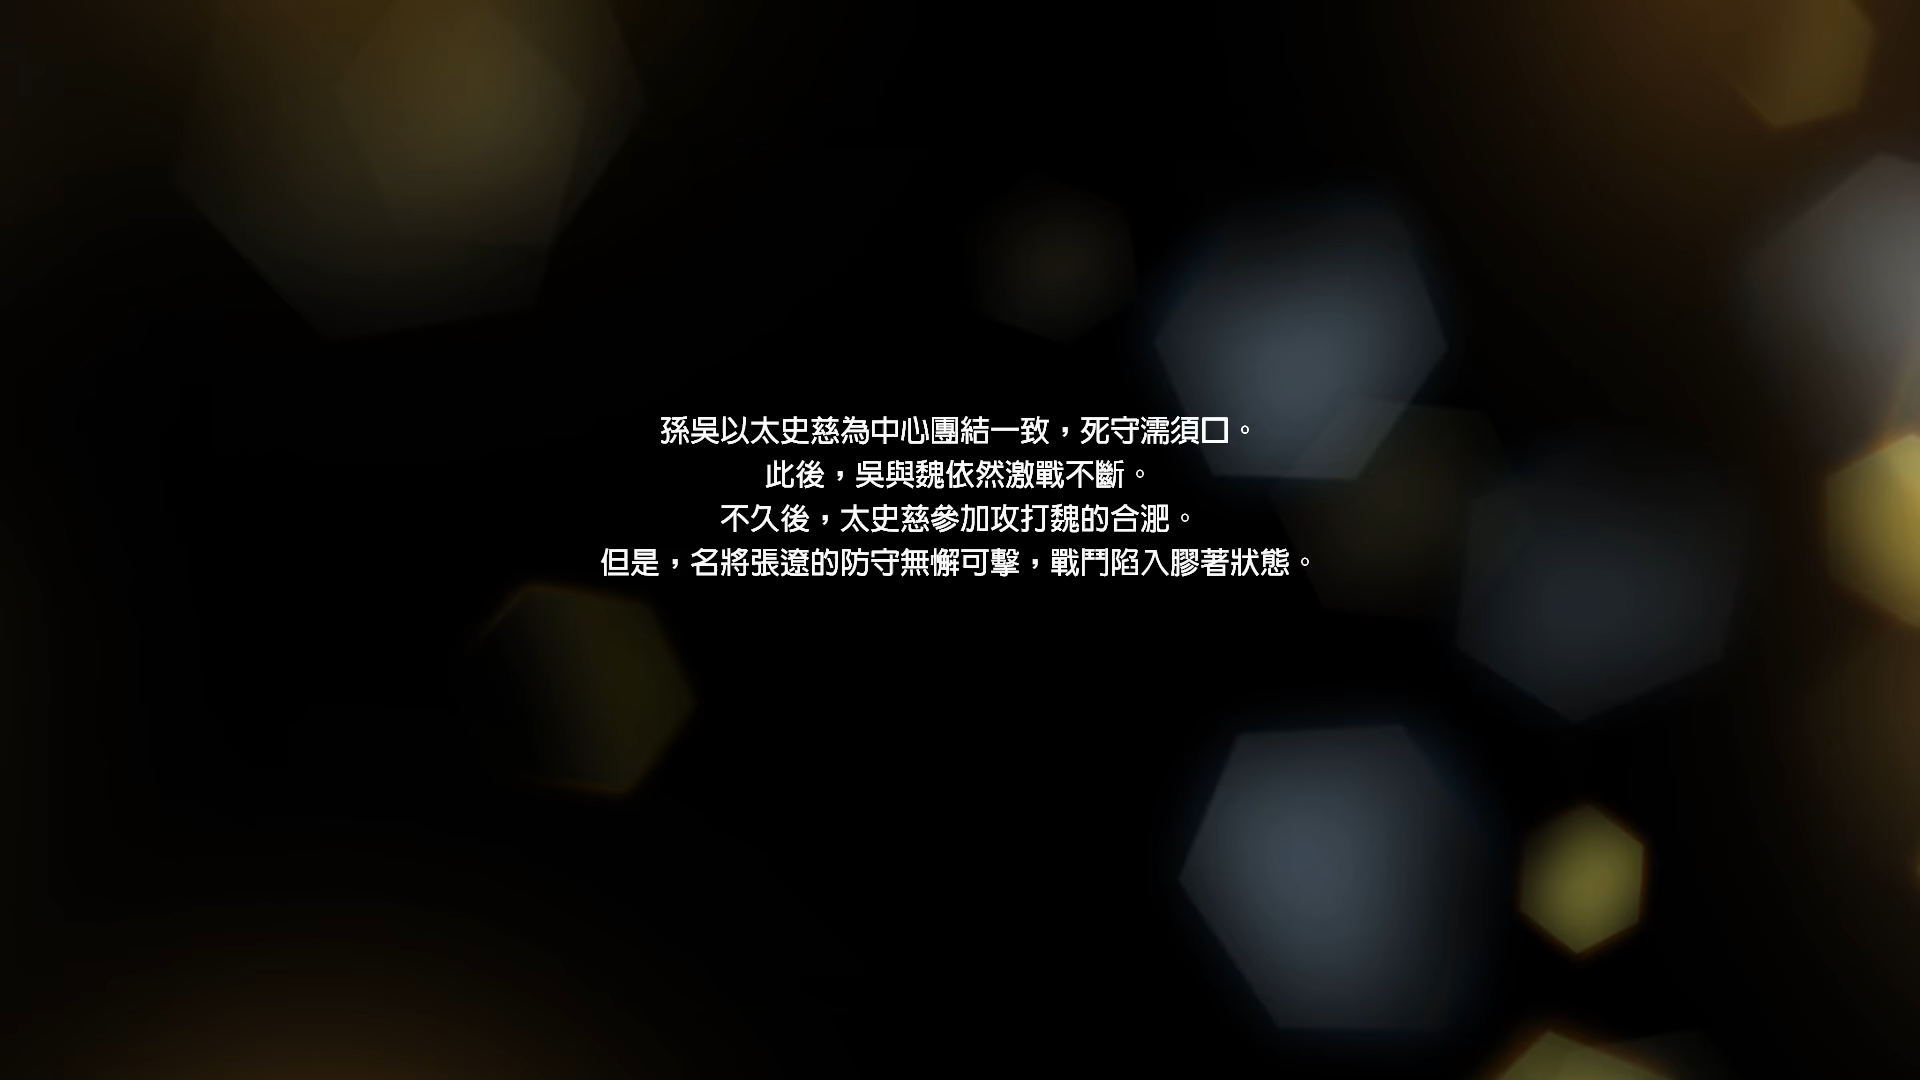 孫吳以太史慈為中心團結一致，死守濡須口。
此後，吳與魏依然激戰不斷。
不久後，太史慈參加攻打魏的合淝。
但是，名將張遼的防守無懈可擊，戰鬥陷入膠著狀態。